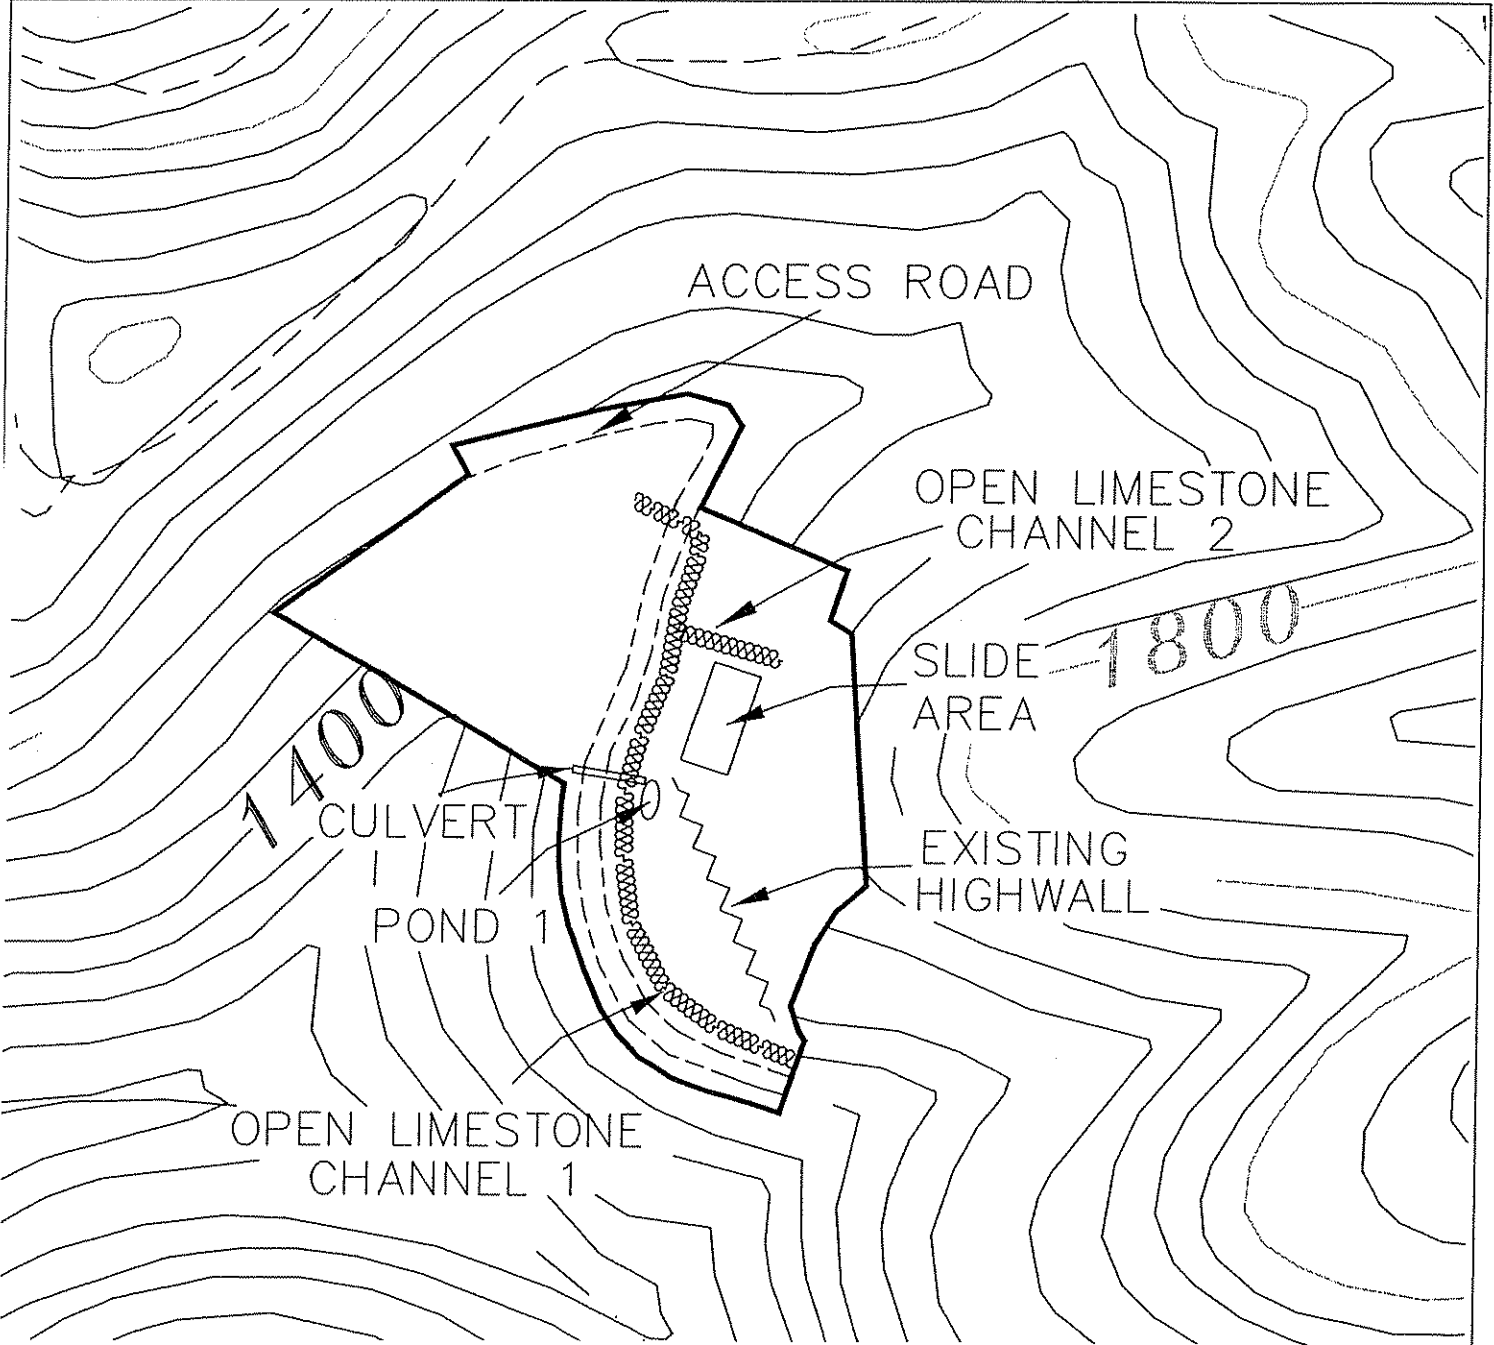 ACCESS ROAD
OPEN LIMESTONE
CHANNEL 2
1800
SLIDE
AREA
1400
CULVERT
EXISTING
HIGHWALL
POND 1
OPEN LIMESTONE
CHANNEL 1